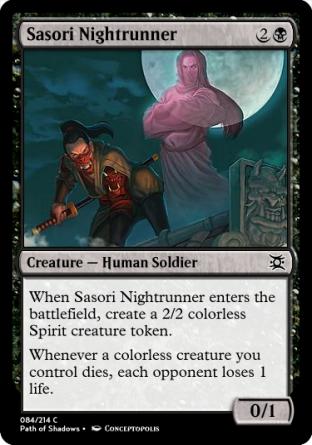 Sasori Nightrunner 2
Creature — Human Soldier
When Sasori Nightrunner enters the
battlefield, create a 2/2 colorless
Spirit creature token.
Whenever a colorless creature you
control dies, each opponent loses 1
life.
0/1
084/214 C
Path of Shadows • Conceptopolis